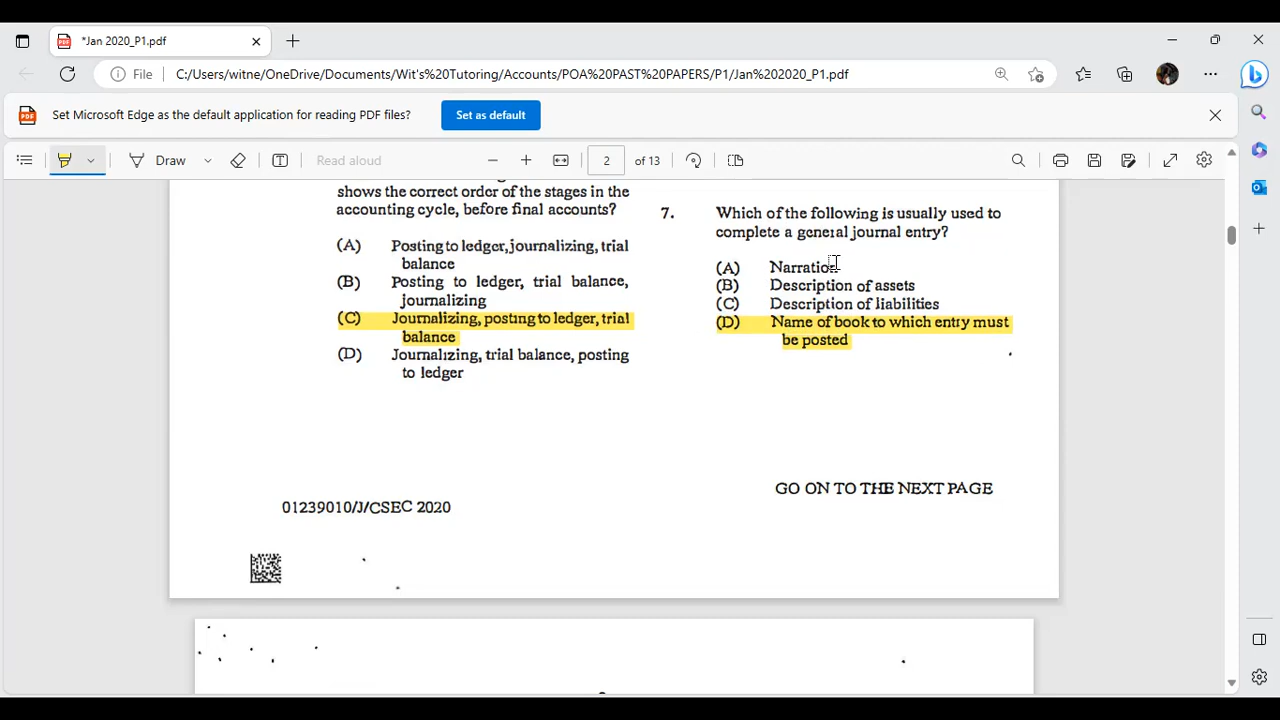 *Jan 2020_P1.pdf
File
C:/Users/witne/OneDrive/Documents/Wit's%20Tutoring/Accounts/POA%20PAST%20PAPERS/P1/Jan%202020_P1.pdf
Set Microsoft Edge as the default application for reading PDF files?
Set as default
Draw
Read aloud
2
of 13
shows the correct order of the stages in the
accounting cycle, before final accounts?
(A) Posting to ledger, journalizing, trial
balance
(B) Posting to ledger, trial balance,
journalizing
(C) Journalizing, posting to ledger, trial
balance
(D) Journalizing, trial balance, posting
to ledger
7. Which of the following is usually used to
complete a general journal entry?
(A) Narration
(B) Description of assets
(C) Description of liabilities
(D) Name of book to which entry must
be posted
GO ON TO THE NEXT PAGE
01239010/J/CSEC 2020